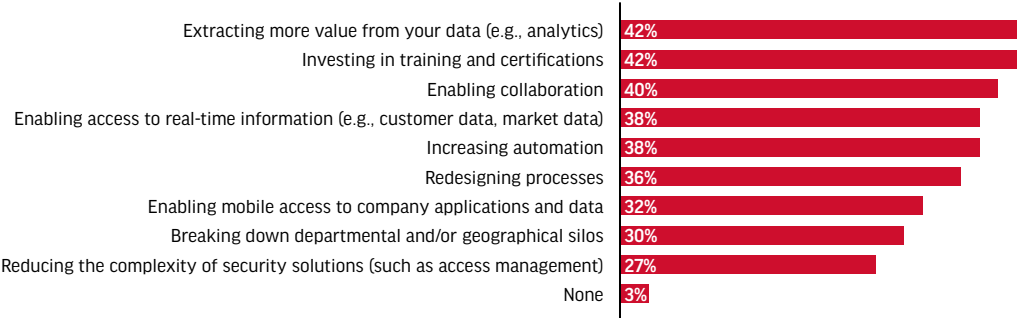 Extracting more value from your data (e.g., analytics) 42%
Investing in training and certifications 42%
Enabling collaboration 40%
Enabling access to real-time information (e.g., customer data, market data) 38%
Increasing automation 38%
Redesigning processes 36%
Enabling mobile access to company applications and data 32%
Breaking down departmental and/or geographical silos 30%
Reducing the complexity of security solutions (such as access management) 27%
None 3%